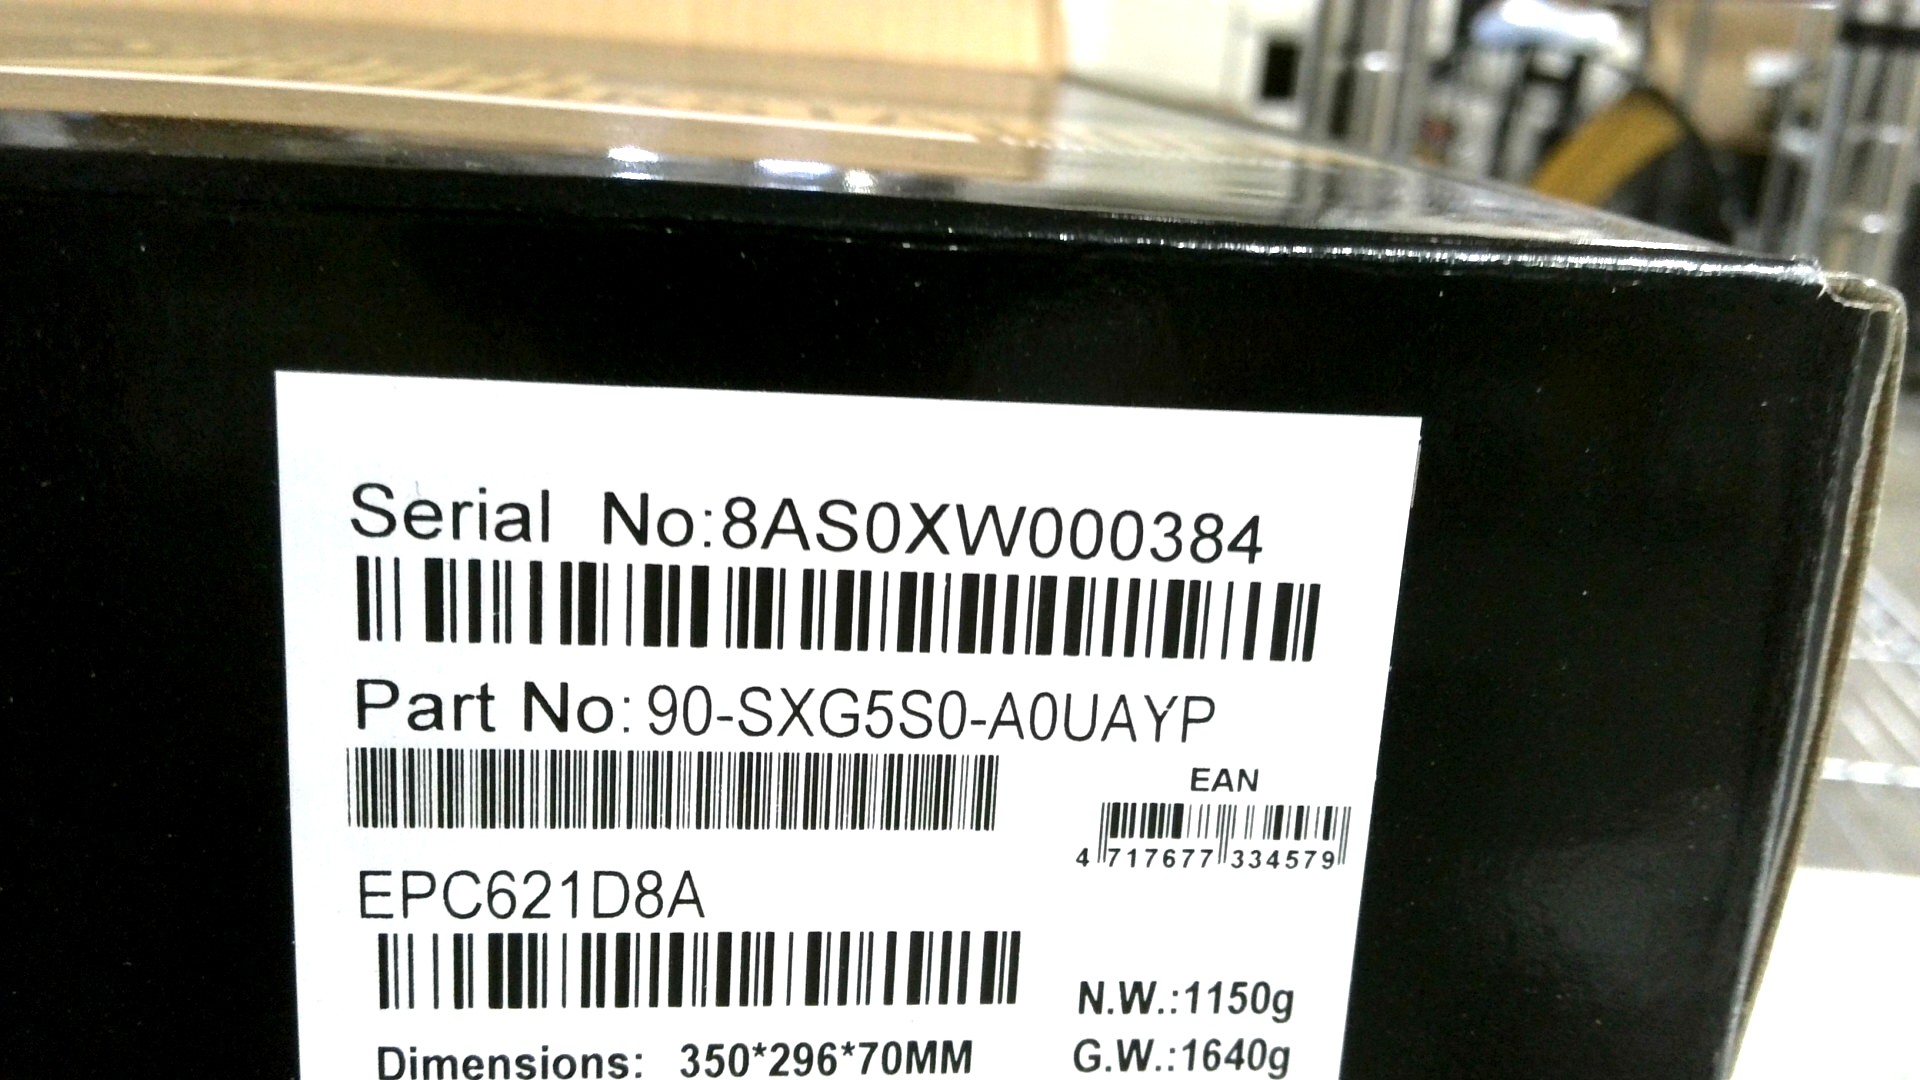 Serial No:8AS0XW000384
Part No: 90-SXG5S0-A0UAYP
EAN
4 717677 334579
EPC621D8A
N.W.:1150g
Dimensions: 350*296*70MM
G.W.:1640g